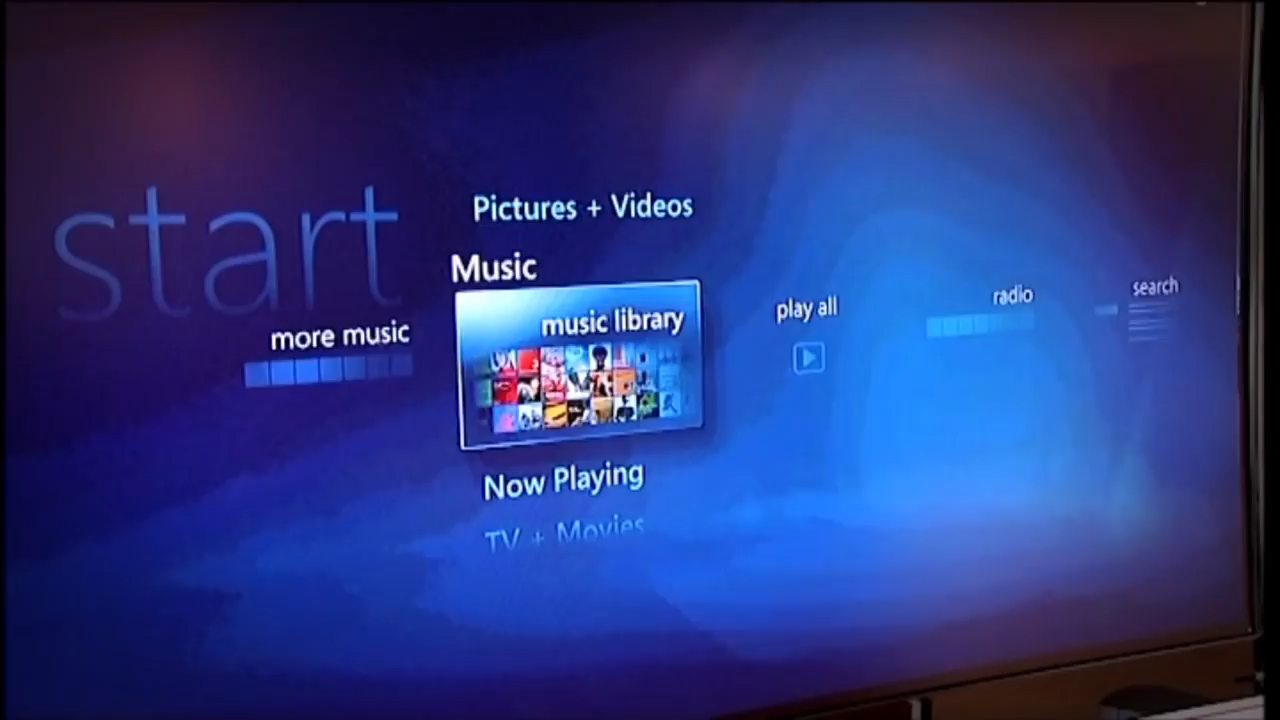 start
Pictures + Videos
Music
more music
music library
play all
radio
search
Now Playing
TV + Movies